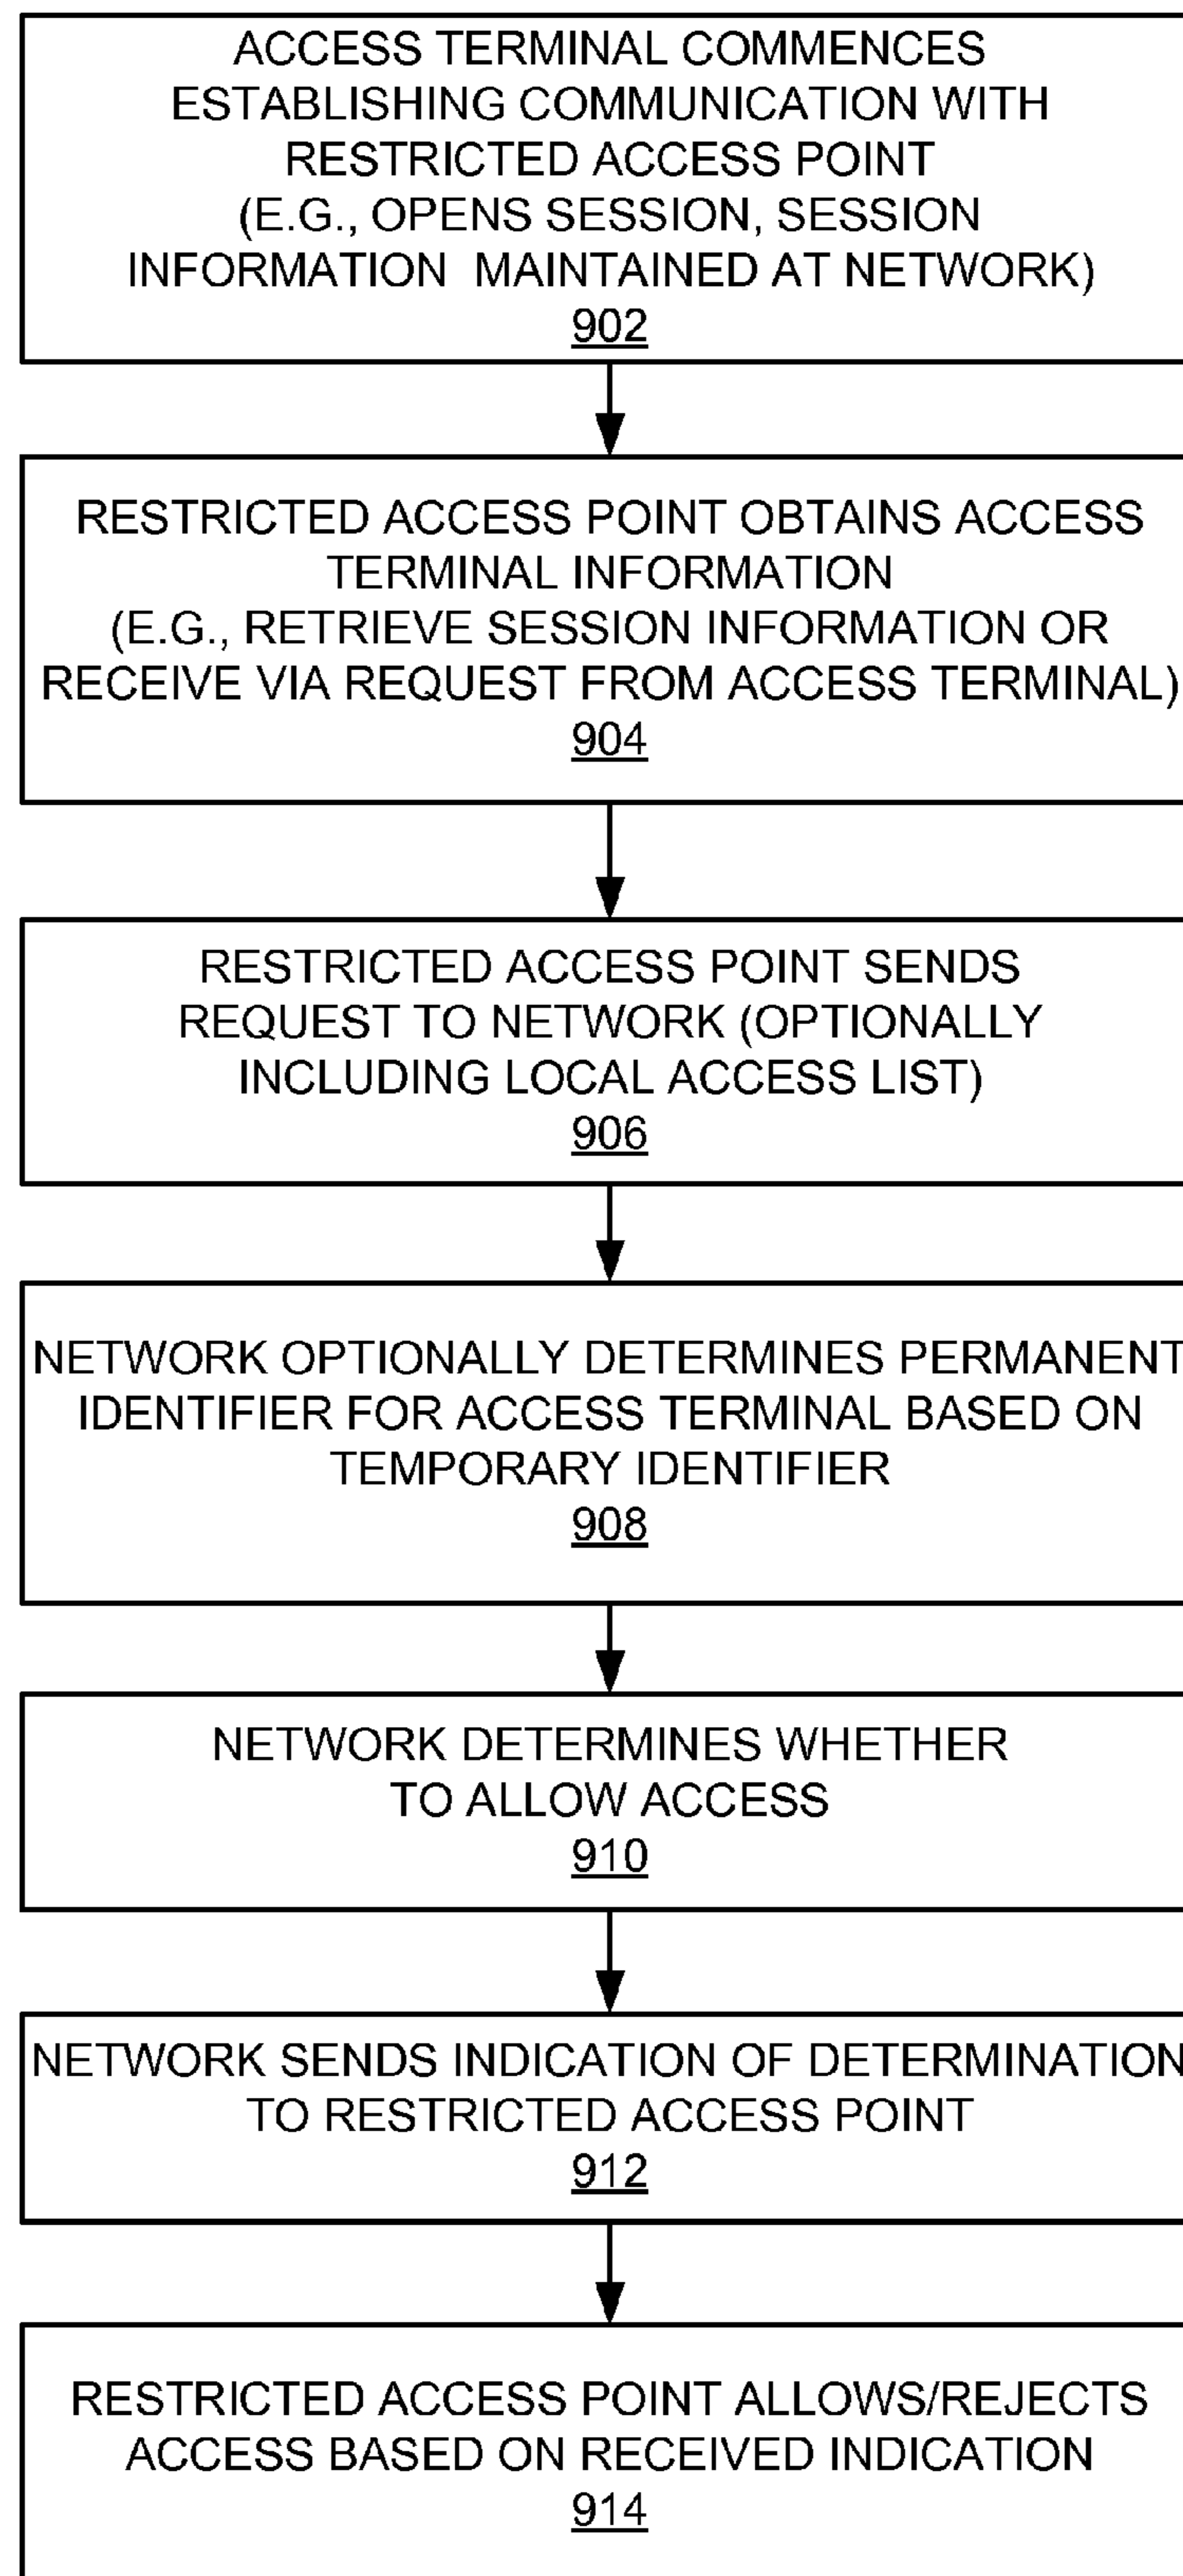 ACCESS TERMINAL COMMENCES
ESTABLISHING COMMUNICATION WITH
RESTRICTED ACCESS POINT
(E.G., OPENS SESSION, SESSION
INFORMATION MAINTAINED AT NETWORK)
902
RESTRICTED ACCESS POINT OBTAINS ACCESS
TERMINAL INFORMATION
(E.G., RETRIEVE SESSION INFORMATION OR
RECEIVE VIA REQUEST FROM ACCESS TERMINAL)
904
RESTRICTED ACCESS POINT SENDS
REQUEST TO NETWORK (OPTIONALLY
INCLUDING LOCAL ACCESS LIST)
906
NETWORK OPTIONALLY DETERMINES PERMANENT
IDENTIFIER FOR ACCESS TERMINAL BASED ON
TEMPORARY IDENTIFIER
908
NETWORK DETERMINES WHETHER
TO ALLOW ACCESS
910
NETWORK SENDS INDICATION OF DETERMINATION
TO RESTRICTED ACCESS POINT
912
RESTRICTED ACCESS POINT ALLOWS/REJECTS
ACCESS BASED ON RECEIVED INDICATION
914